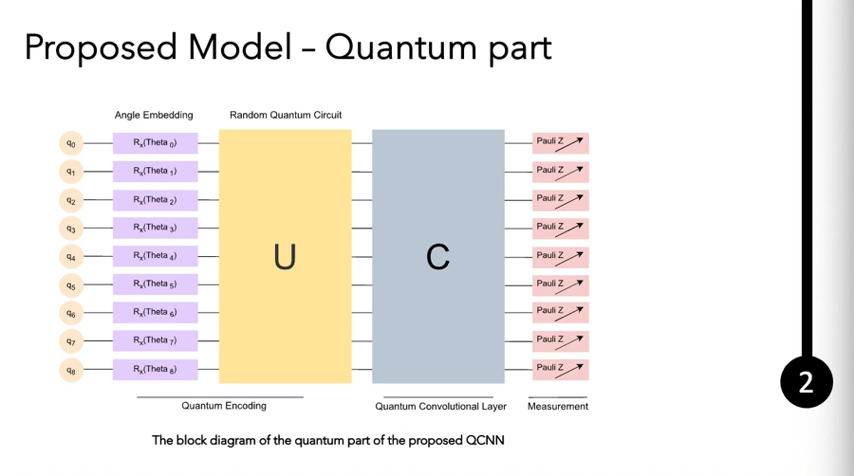 Proposed Model – Quantum part
Angle Embedding
Random Quantum Circuit
q0 Rx(Theta 0) Pauli Z
q1 Rx(Theta 1) Pauli Z
q2 Rx(Theta 2) Pauli Z
q3 Rx(Theta 3) Pauli Z
q4 Rx(Theta 4) Pauli Z
q5 Rx(Theta 5) Pauli Z
q6 Rx(Theta 6) Pauli Z
q7 Rx(Theta 7) Pauli Z
q8 Rx(Theta 8) Pauli Z
U
C
Quantum Encoding
Quantum Convolutional Layer
Measurement
The block diagram of the quantum part of the proposed QCNN
2